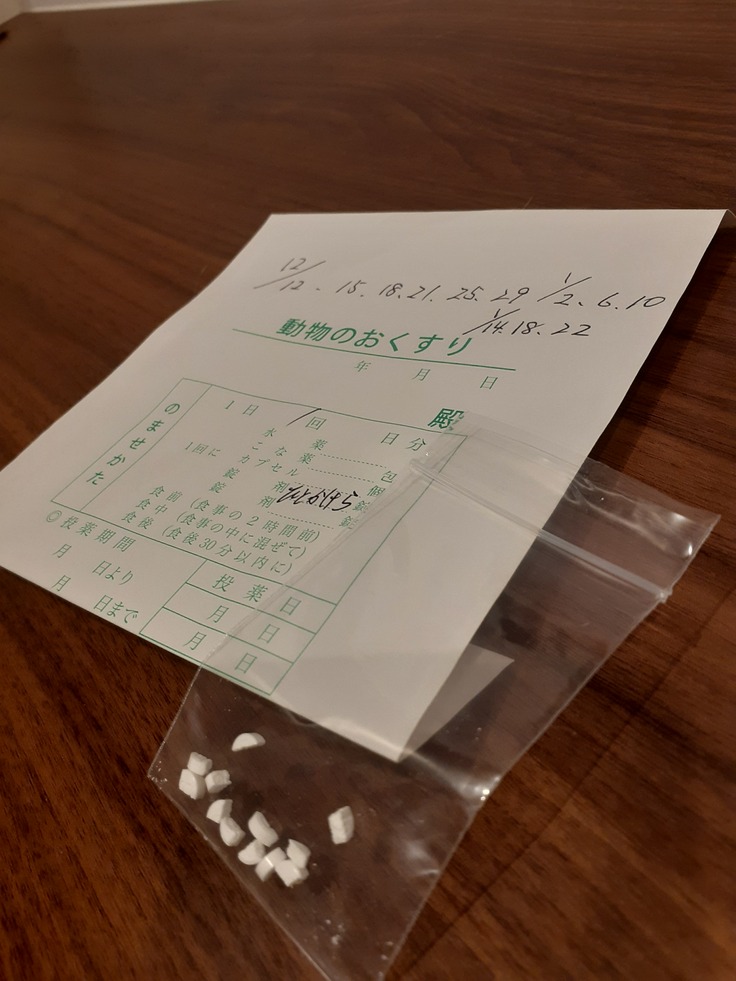 12/12、15、18、21、25、29 1/2、6、10
1/14、18、22
動物のおくすり
年 月 日
殿
のませかた
1日 1回 日分
水薬
こな薬 包
1回に カプセル 個
錠剤 ひとかけら 錠
錠剤 錠
食前 (食事の2時間前)
食中 (食事の中に混ぜて)
食後 (食後30分以内に)
◎投薬期間
月 日より
月 日まで
投薬日
月 日
月 日